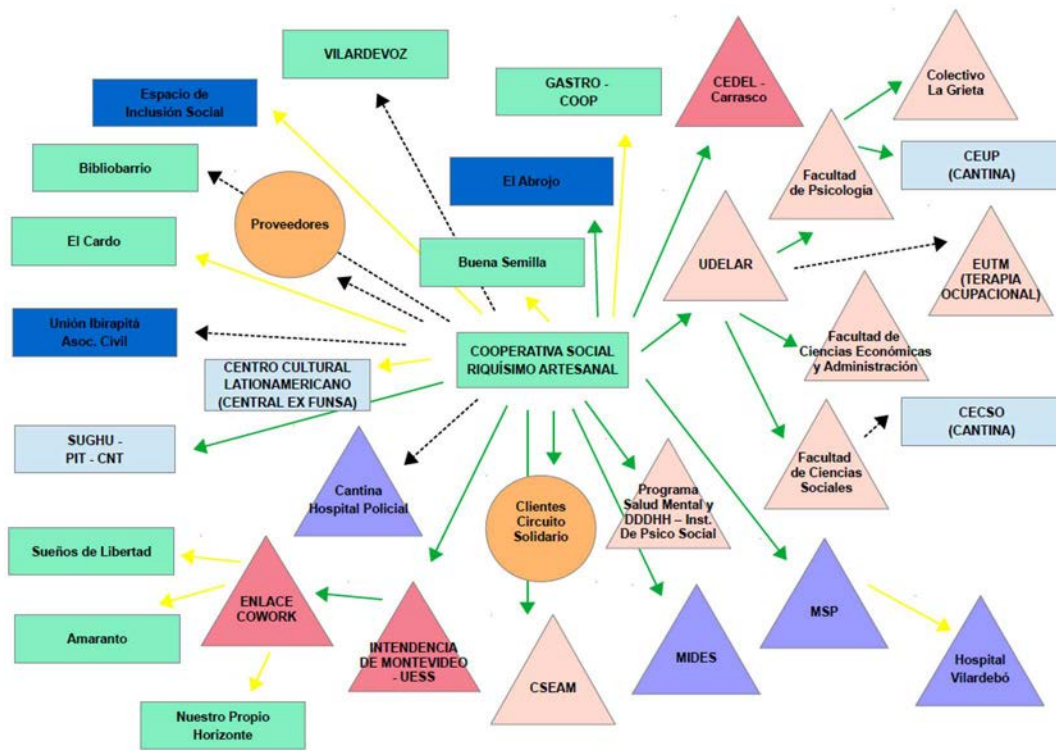 VILARDEVOZ
Espacio de
Inclusión Social
GASTRO -
COOP
CEDEL -
Carrasco
Colectivo
La Grieta
Bibliobarrio
El Abrojo
Facultad
de Psicología
CEUP
(CANTINA)
Proveedores
El Cardo
Buena Semilla
UDELAR
EUTM
(TERAPIA
OCUPACIONAL)
Unión Ibirapitá
Asoc. Civil
COOPERATIVA SOCIAL
RIQUÍSIMO ARTESANAL
Facultad de
Ciencias Económicas
y Administración
CENTRO CULTURAL
LATIONAMERICANO
(CENTRAL EX FUNSA)
CECSO
(CANTINA)
SUGHU -
PIT - CNT
Facultad
de Ciencias
Sociales
Cantina
Hospital Policial
Clientes
Circuito
Solidario
Programa
Salud Mental y
DDDHH – Inst.
De Psico Social
Sueños de Libertad
ENLACE
COWORK
MSP
Amaranto
INTENDENCIA
DE MONTEVIDEO
- UESS
CSEAM
MIDES
Hospital
Vilardebó
Nuestro Propio
Horizonte